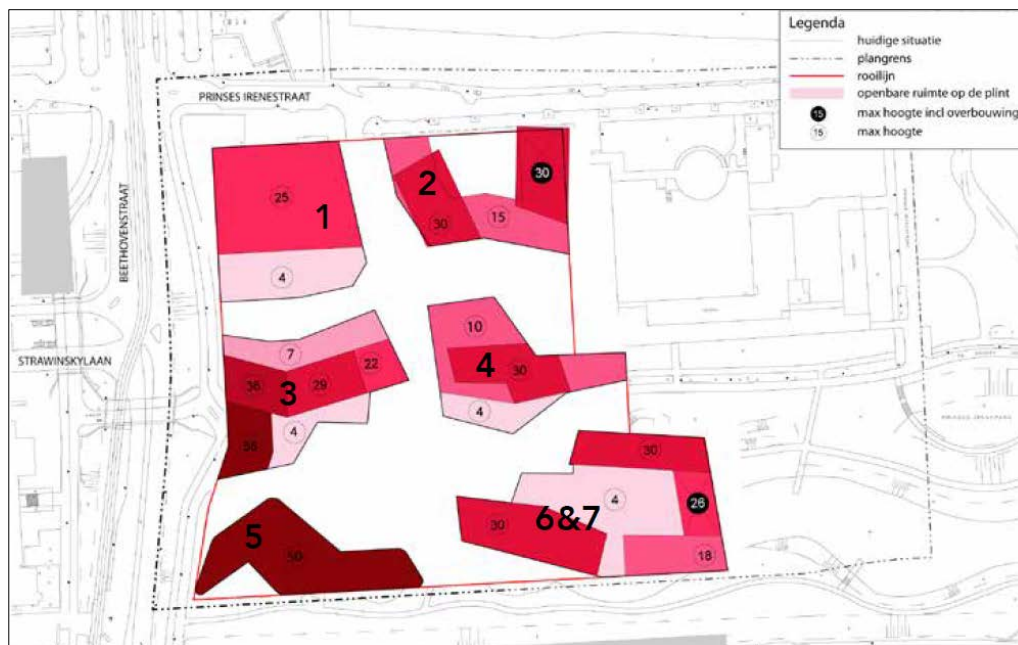 Legenda
huidige situatie
plangrens
rooilijn
openbare ruimte op de plint
15 max hoogte incl overbouwing
15 max hoogte
PRINSES IRENESTRAAT
BEETHOVENSTRAAT
STRAWINSKYLAAN
25
1
4
2
30
15
30
7
36
3
29
22
4
56
10
4
30
4
5
50
30
4
30
6&7
26
18